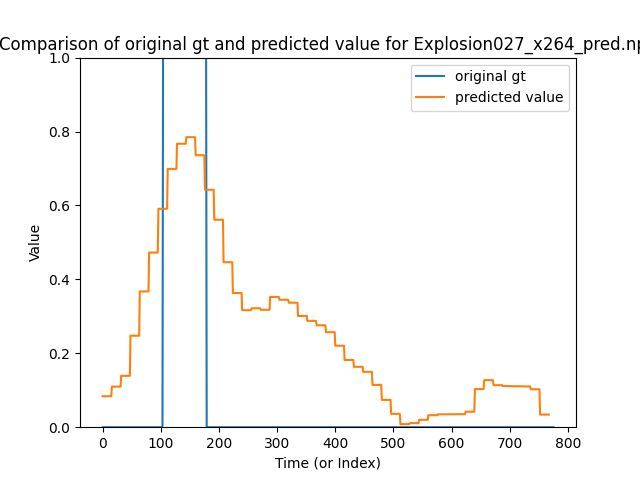 Comparison of original gt and predicted value for Explosion027_x264_pred.np
original gt
predicted value
1.0
0.8
0.6
0.4
0.2
0.0
Value
0 100 200 300 400 500 600 700 800
Time (or Index)